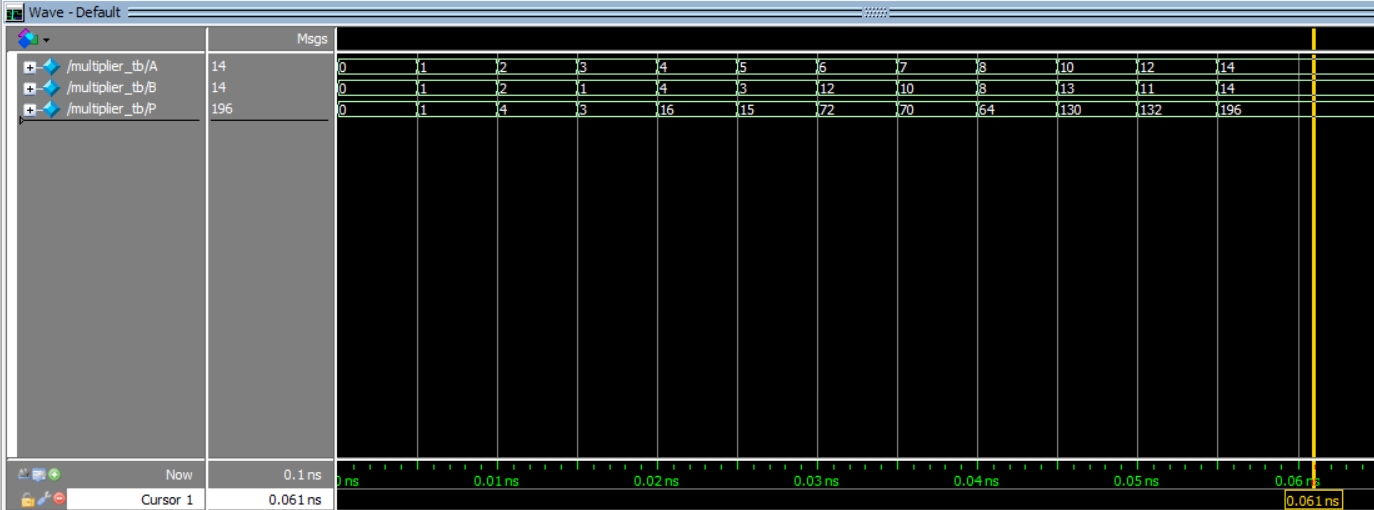 Wave - Default
Msgs
/multiplier_tb/A 14 0 1 2 3 4 5 6 7 8 10 12 14
/multiplier_tb/B 14 0 1 2 1 4 3 12 10 8 13 11 14
/multiplier_tb/P 196 0 1 4 3 16 15 72 70 64 130 132 196
Now 0.1 ns ns 0.01 ns 0.02 ns 0.03 ns 0.04 ns 0.05 ns 0.06 ns
Cursor 1 0.061 ns 0.061 ns